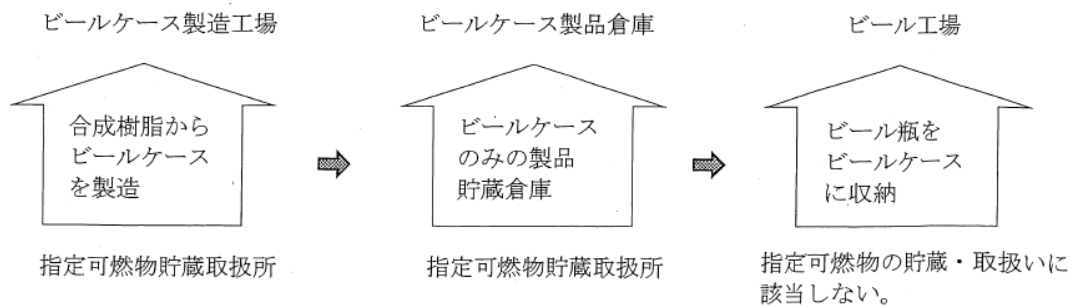 ビールケース製造工場
合成樹脂から
ビールケース
を製造
指定可燃物貯蔵取扱所
ビールケース製品倉庫
ビールケース
のみの製品
貯蔵倉庫
指定可燃物貯蔵取扱所
ビール工場
ビール瓶を
ビールケース
に収納
指定可燃物の貯蔵・取扱いに
該当しない。